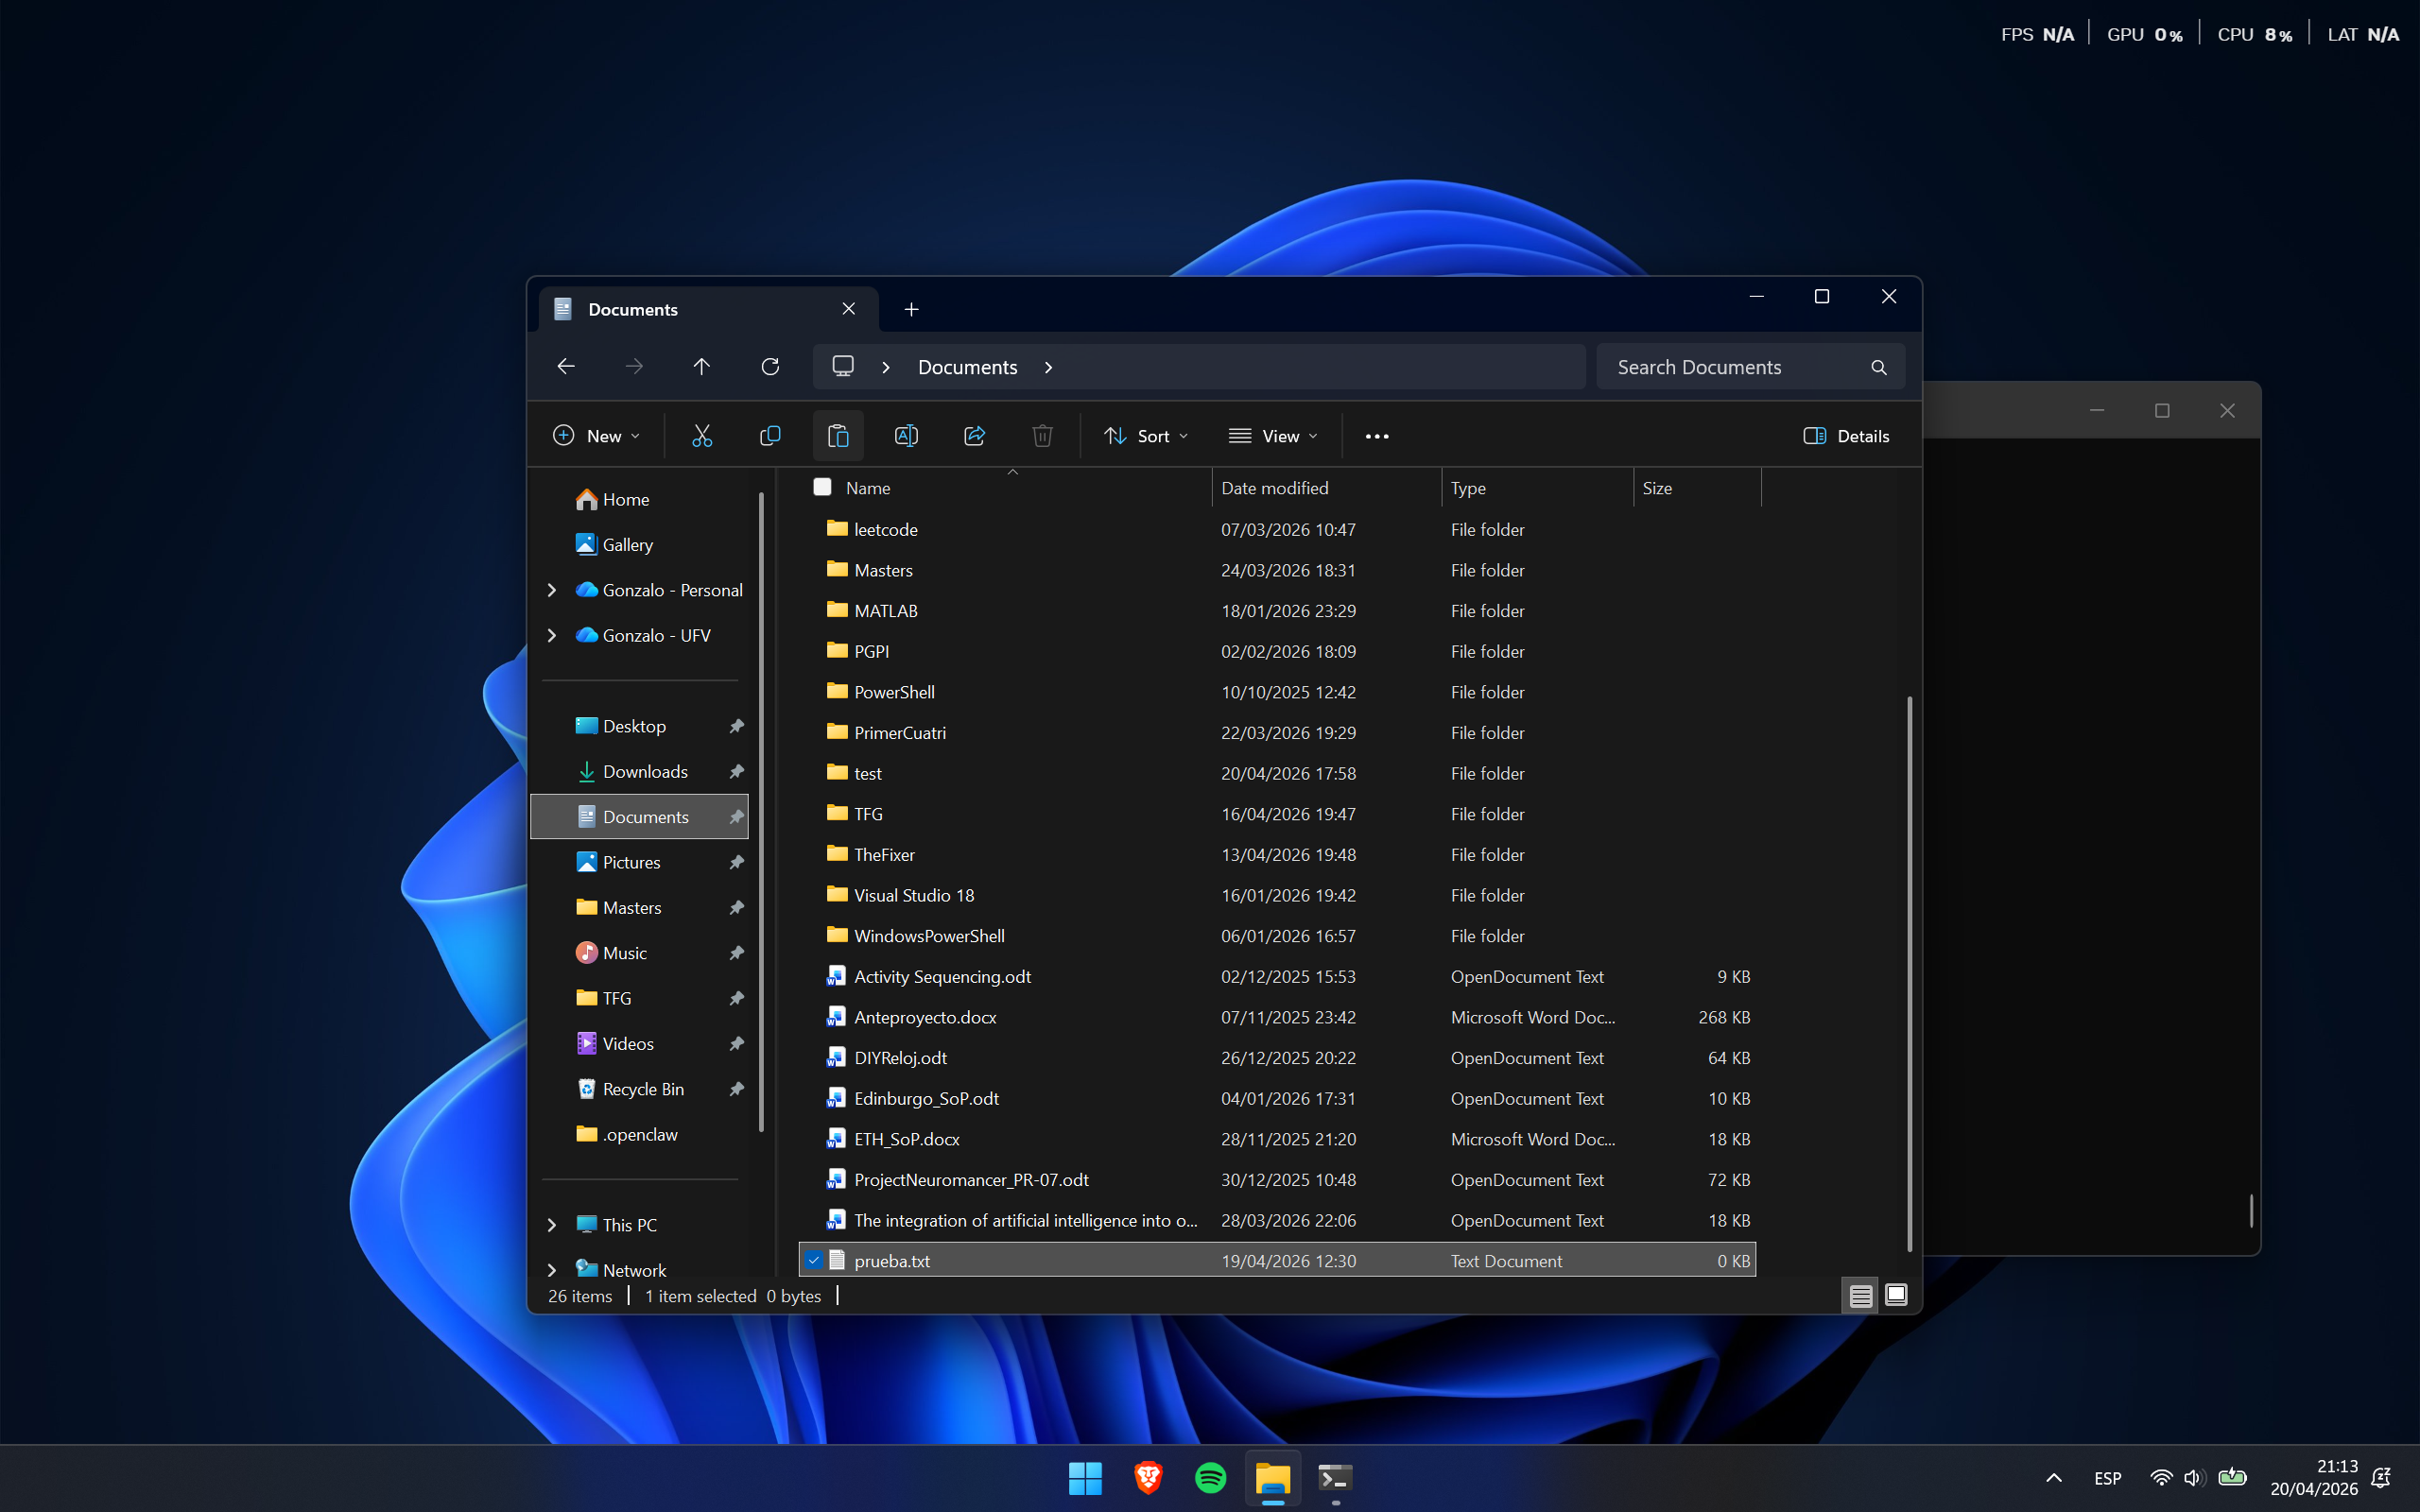 FPS N/A GPU 0% CPU 8% LAT N/A
Documents
Documents
Search Documents
New
Sort
View
Details
Home
Gallery
Gonzalo - Personal
Gonzalo - UFV
Desktop
Downloads
Documents
Pictures
Masters
Music
TFG
Videos
Recycle Bin
.openclaw
This PC
Network
Name Date modified Type Size
leetcode 07/03/2026 10:47 File folder
Masters 24/03/2026 18:31 File folder
MATLAB 18/01/2026 23:29 File folder
PGPI 02/02/2026 18:09 File folder
PowerShell 10/10/2025 12:42 File folder
PrimerCuatri 22/03/2026 19:29 File folder
test 20/04/2026 17:58 File folder
TFG 16/04/2026 19:47 File folder
TheFixer 13/04/2026 19:48 File folder
Visual Studio 18 16/01/2026 19:42 File folder
WindowsPowerShell 06/01/2026 16:57 File folder
Activity Sequencing.odt 02/12/2025 15:53 OpenDocument Text 9 KB
Anteproyecto.docx 07/11/2025 23:42 Microsoft Word Doc... 268 KB
DIYReloj.odt 26/12/2025 20:22 OpenDocument Text 64 KB
Edinburgo_SoP.odt 04/01/2026 17:31 OpenDocument Text 10 KB
ETH_SoP.docx 28/11/2025 21:20 Microsoft Word Doc... 18 KB
ProjectNeuromancer_PR-07.odt 30/12/2025 10:48 OpenDocument Text 72 KB
The integration of artificial intelligence into o... 28/03/2026 22:06 OpenDocument Text 18 KB
prueba.txt 19/04/2026 12:30 Text Document 0 KB
26 items 1 item selected 0 bytes
ESP
21:13
20/04/2026